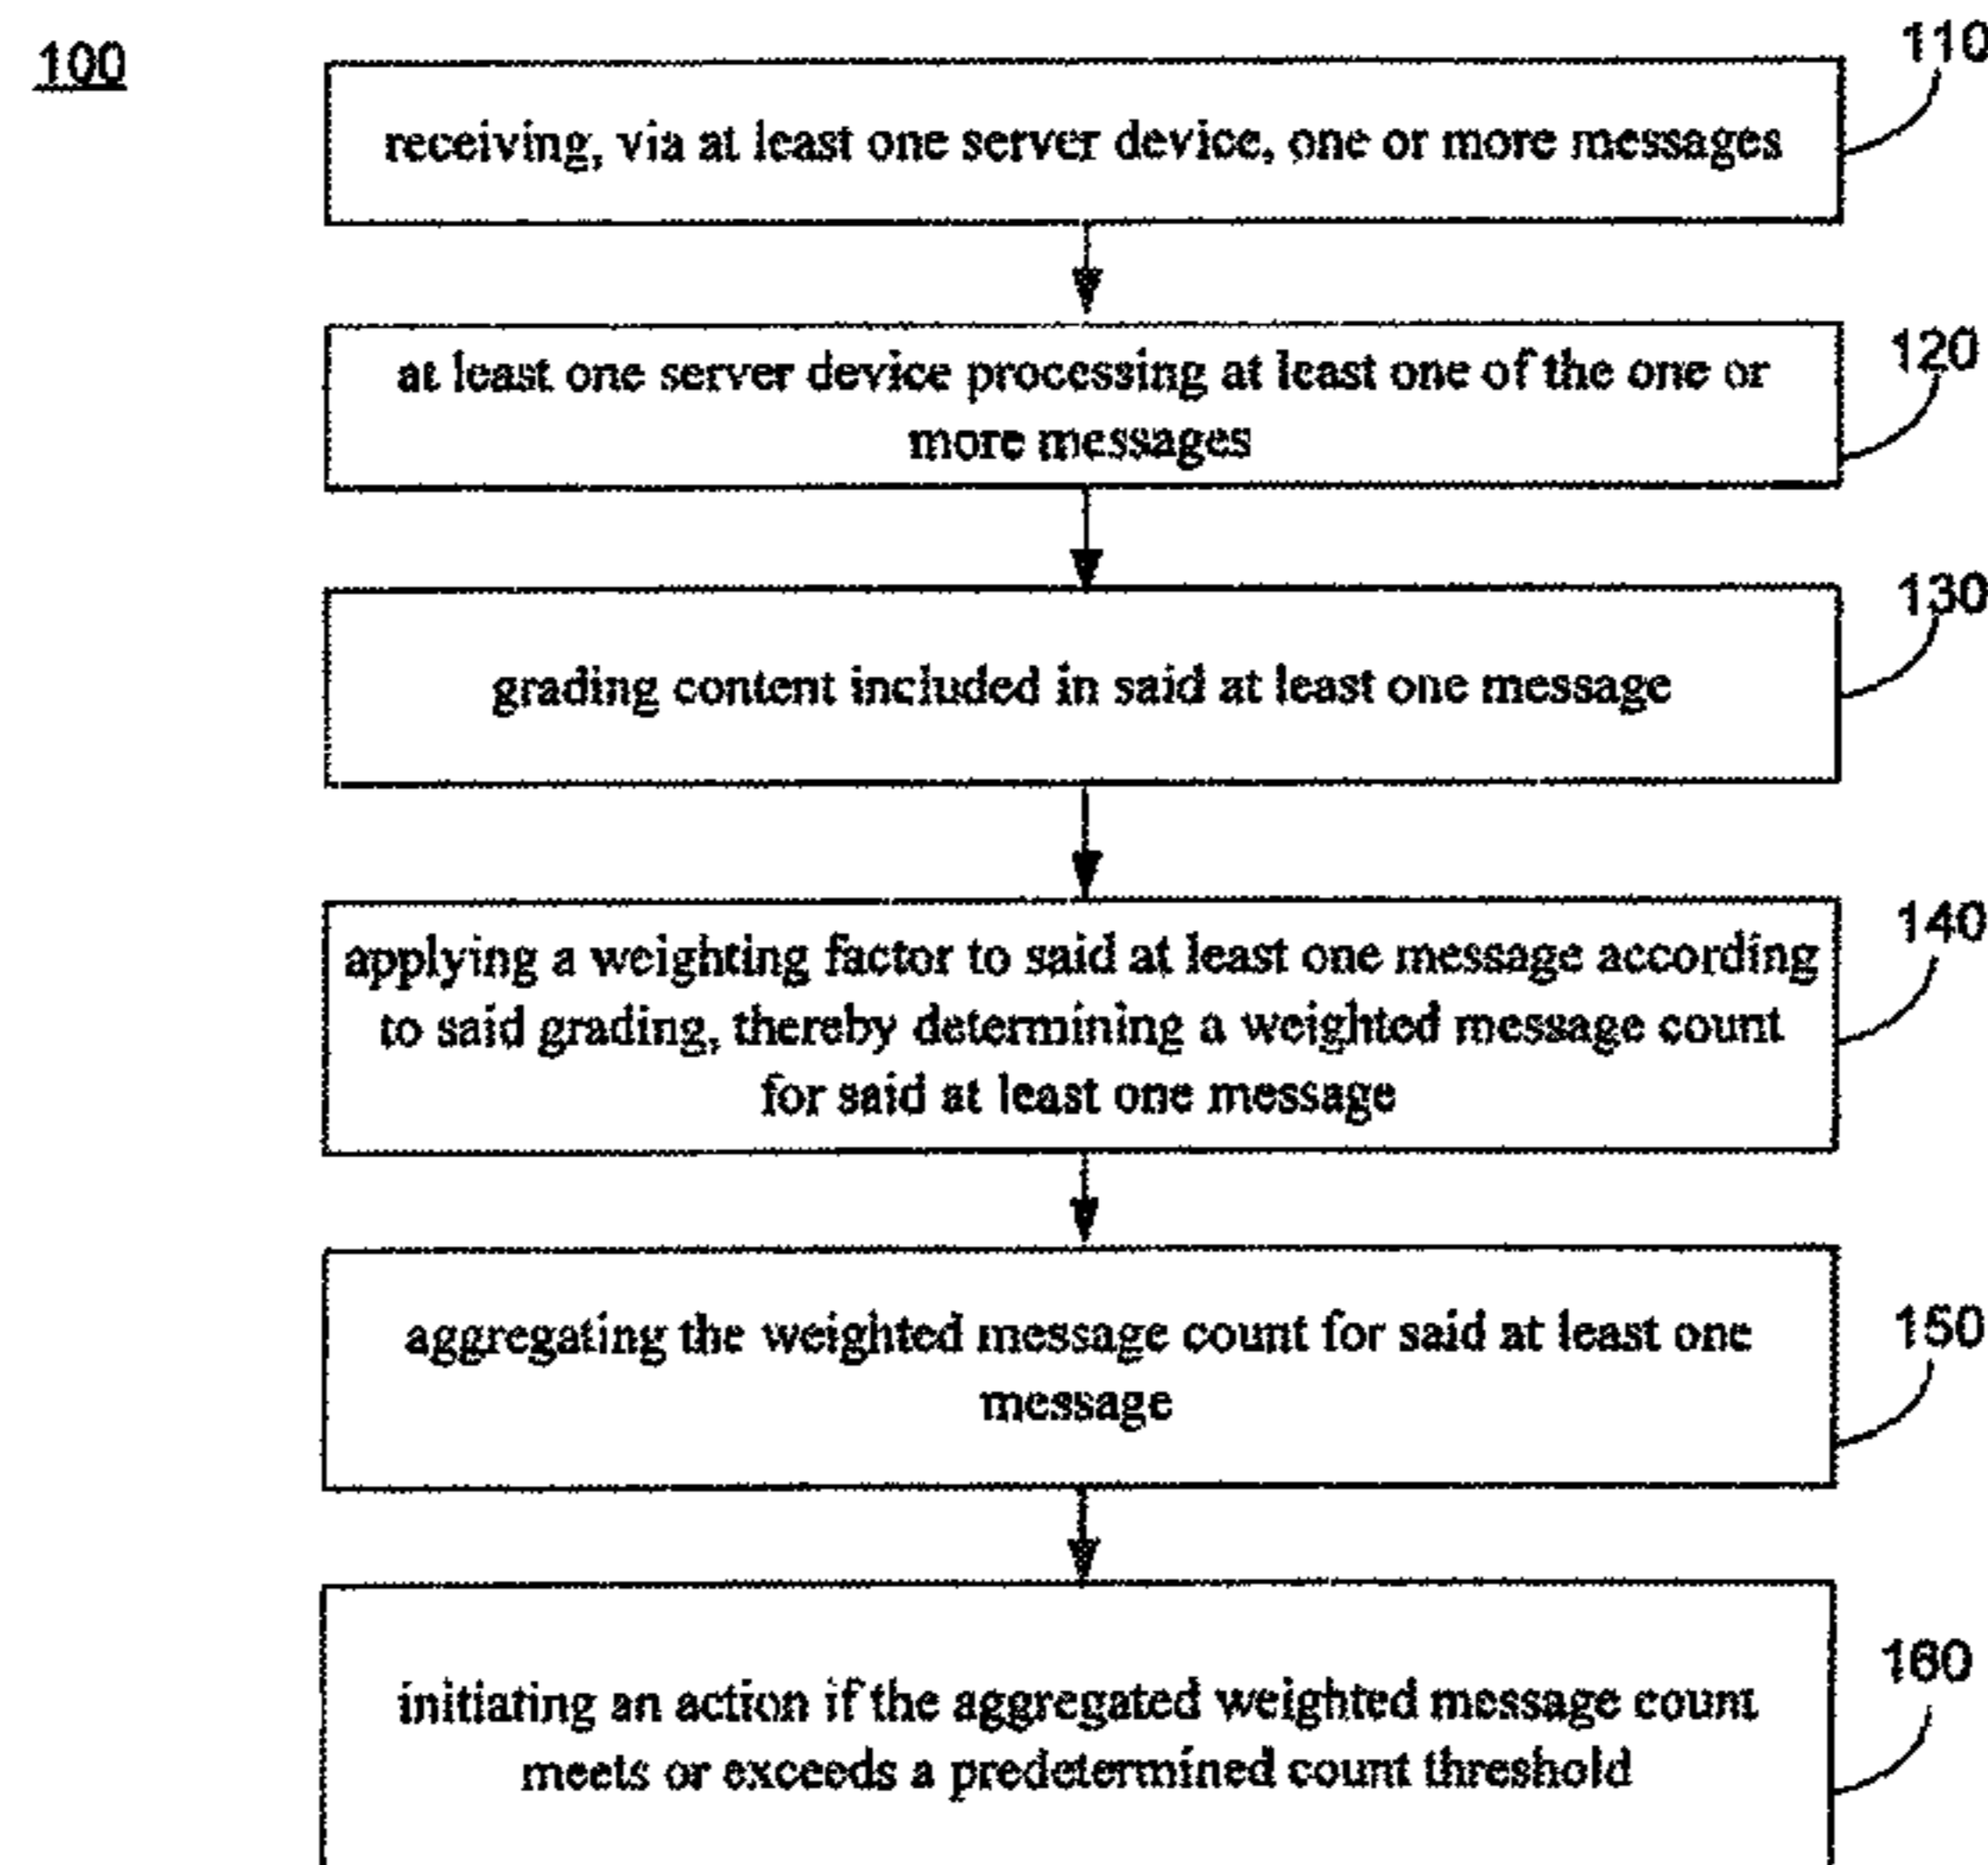 100
110
receiving, via at least one server device, one or more messages
120
at least one server device processing at least one of the one or
more messages
130
grading content included in said at least one message
140
applying a weighting factor to said at least one message according
to said grading, thereby determining a weighted message count
for said at least one message
150
aggregating the weighted message count for said at least one
message
160
initiating an action if the aggregated weighted message count
meets or exceeds a predetermined count threshold